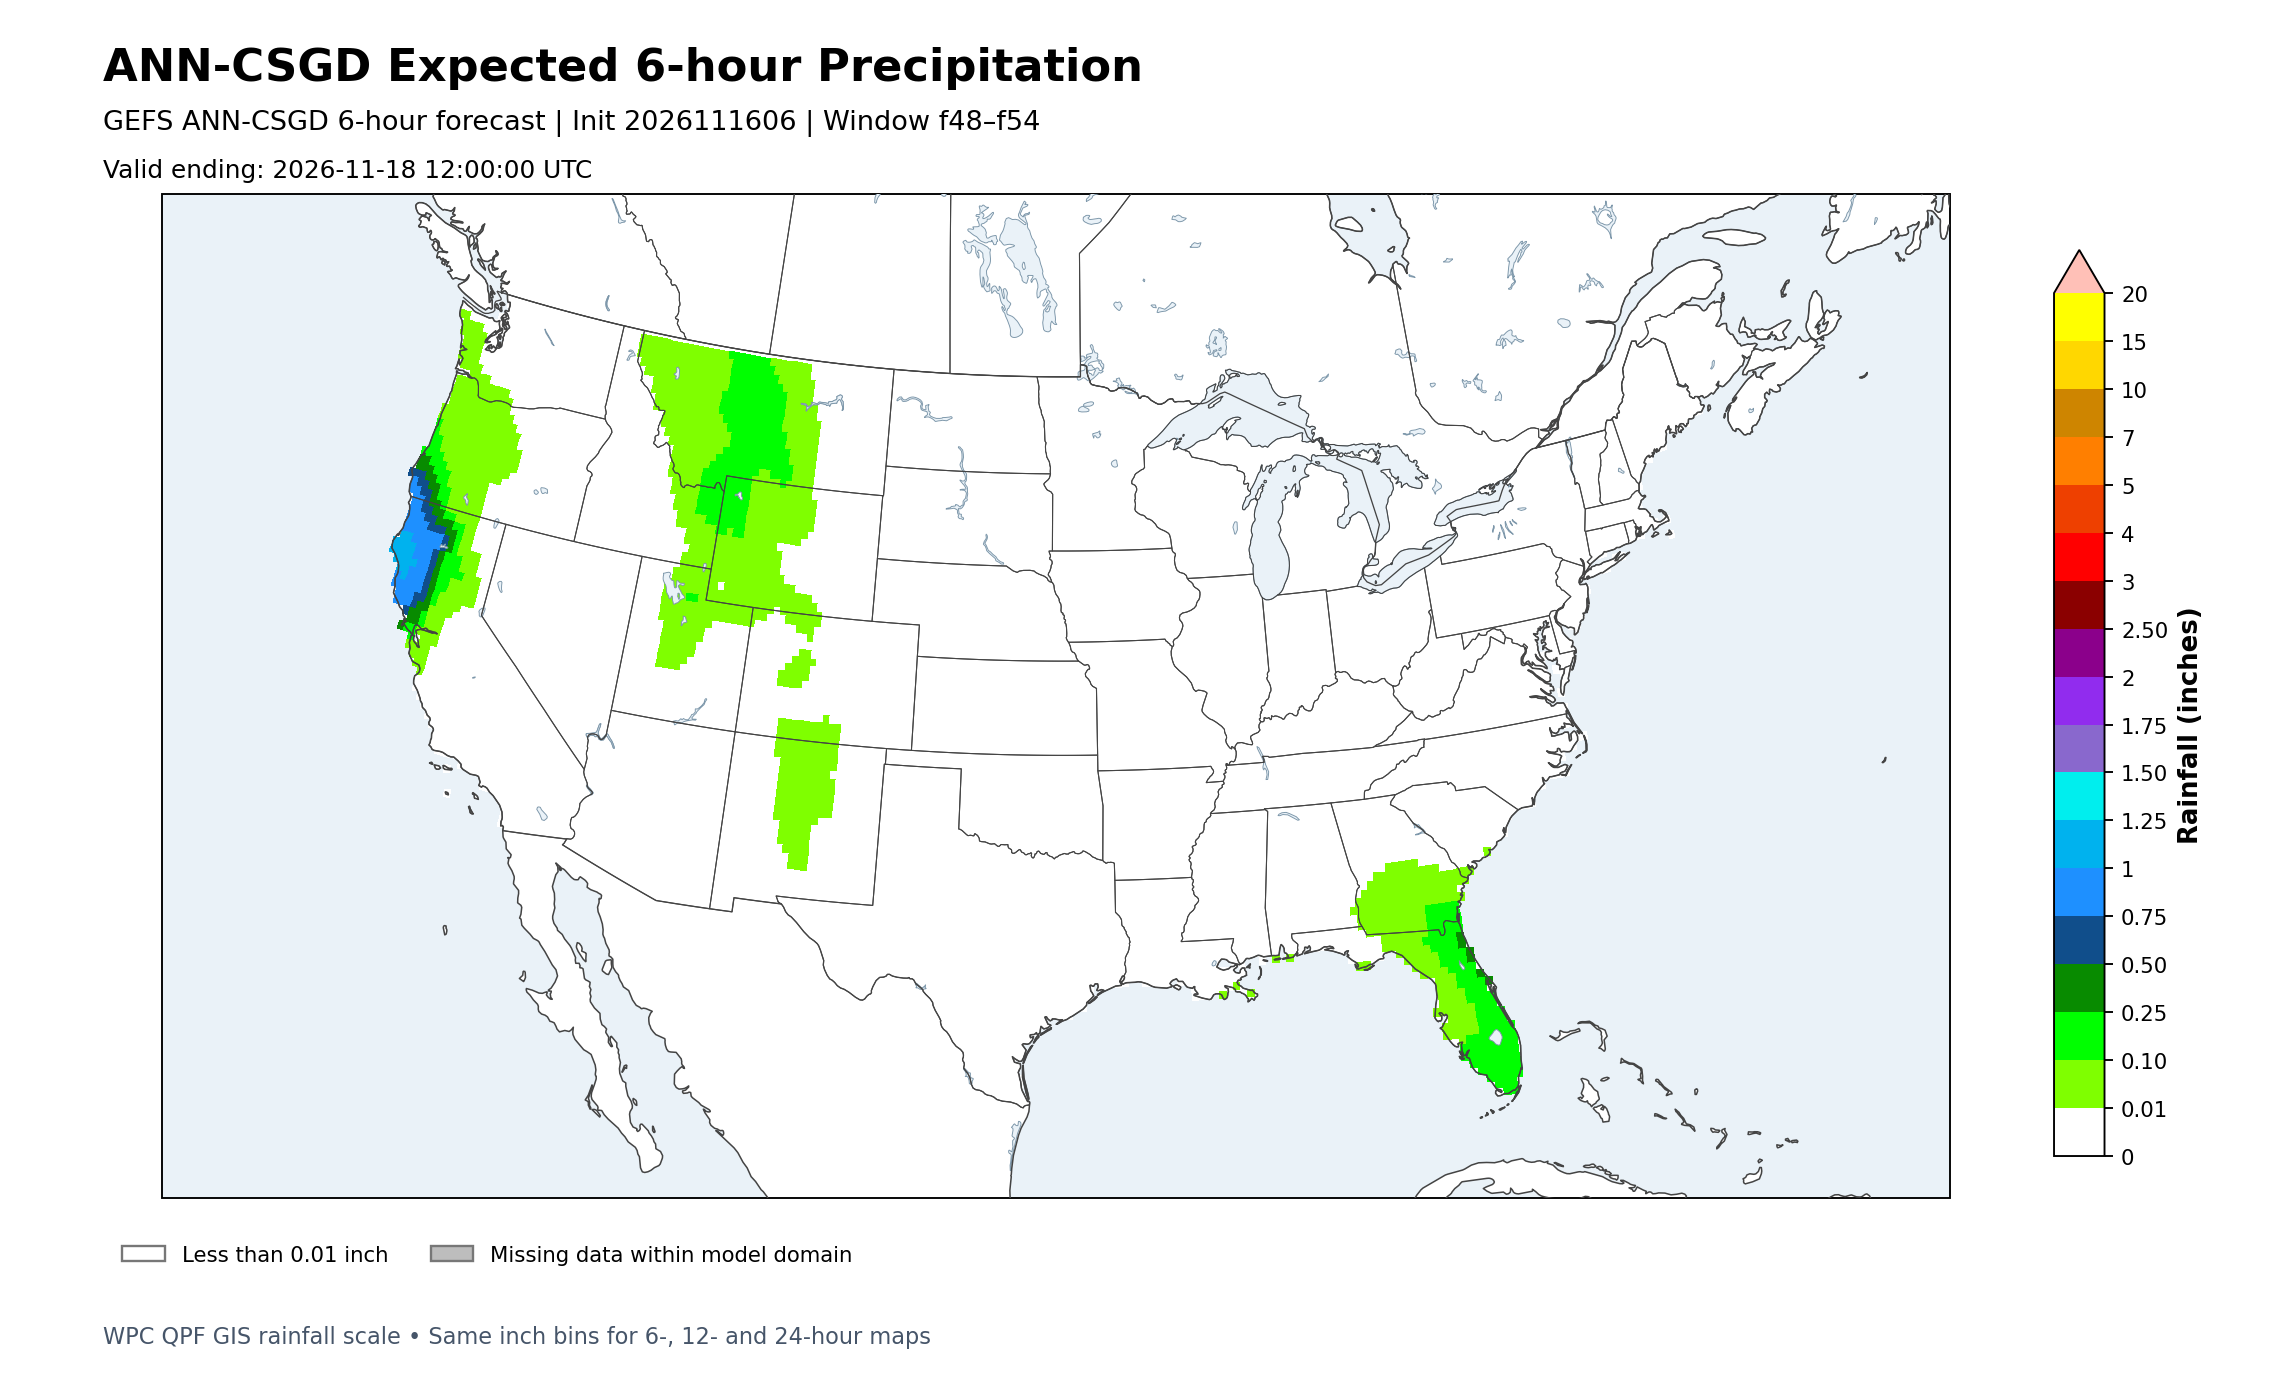 ANN-CSGD Expected 6-hour Precipitation
GEFS ANN-CSGD 6-hour forecast | Init 2026111606 | Window f48–f54
Valid ending: 2026-11-18 12:00:00 UTC
20
15
10
7
5
4
3
2.50
2
1.75
1.50
1.25
1
0.75
0.50
0.25
0.10
0.01
0
Rainfall (inches)
Less than 0.01 inch
Missing data within model domain
WPC QPF GIS rainfall scale • Same inch bins for 6-, 12- and 24-hour maps